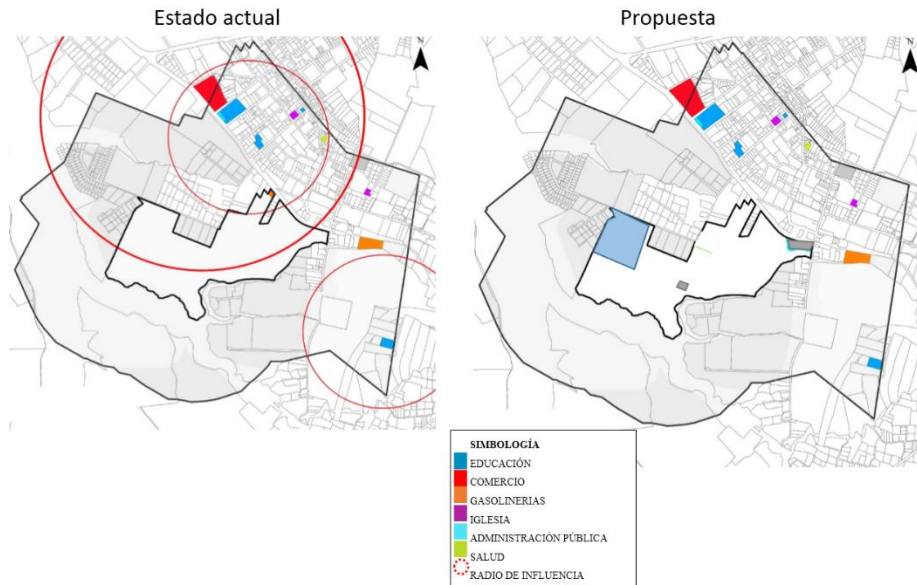 Estado actual
Propuesta
N
N
SIMBOLOGÍA
EDUCACIÓN
COMERCIO
GASOLINERIAS
IGLESIA
ADMINISTRACIÓN PÚBLICA
SALUD
RADIO DE INFLUENCIA